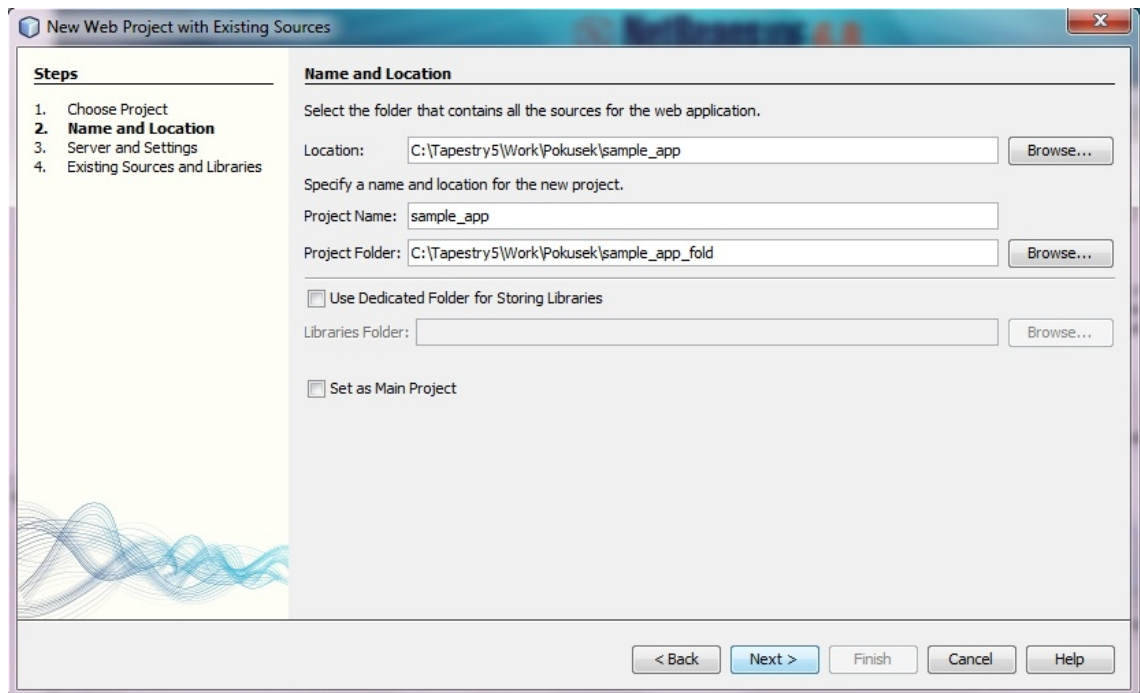 New Web Project with Existing Sources
NetBeans IDE 6.8
Steps
1. Choose Project
2. Name and Location
3. Server and Settings
4. Existing Sources and Libraries
Name and Location
Select the folder that contains all the sources for the web application.
Location: C:\Tapestry5\Work\Pokusek\sample_app Browse...
Specify a name and location for the new project.
Project Name: sample_app
Project Folder: C:\Tapestry5\Work\Pokusek\sample_app_fold Browse...
Use Dedicated Folder for Storing Libraries
Libraries Folder: Browse...
Set as Main Project
< Back Next > Finish Cancel Help